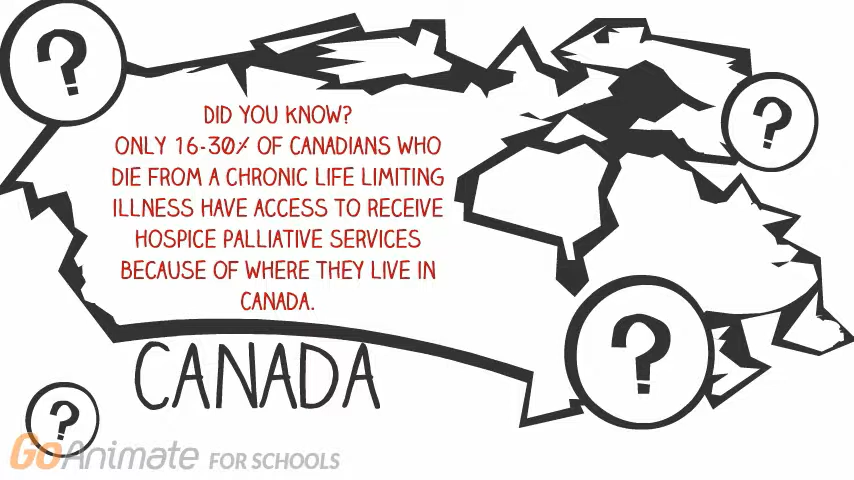 DID YOU KNOW?
ONLY 16-30% OF CANADIANS WHO
DIE FROM A CHRONIC LIFE LIMITING
ILLNESS HAVE ACCESS TO RECEIVE
HOSPICE PALLIATIVE SERVICES
BECAUSE OF WHERE THEY LIVE IN
CANADA.
CANADA
?
?
?
?
GoAnimate FOR SCHOOLS